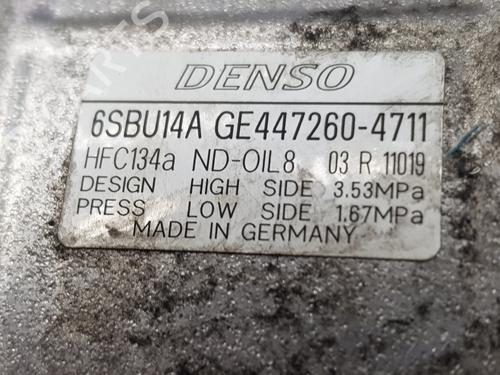 DENSO
6SBU14A GE447260-4711
HFC134a ND-OIL8 03 R 11019
DESIGN HIGH SIDE 3.53MPa
PRESS LOW SIDE 1.67MPa
MADE IN GERMANY